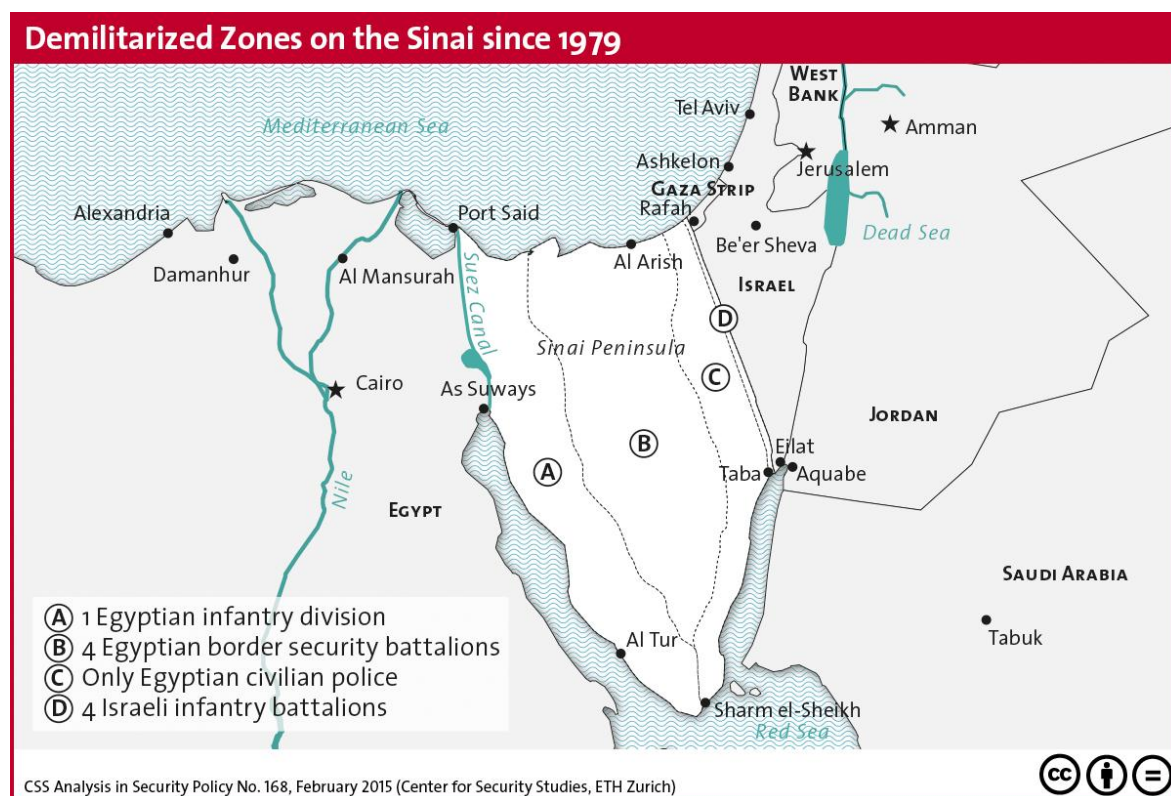 Demilitarized Zones on the Sinai since 1979
WEST
BANK
Tel Aviv
Amman
Mediterranean Sea
Ashkelon
Jerusalem
GAZA STRIP
Alexandria
Port Said
Rafah
Dead Sea
Damanhur
Al Mansurah
Al Arish
Be'er Sheva
Suez Canal
ISRAEL
D
Sinai Peninsula
C
Cairo
As Suways
JORDAN
B
A
Eilat
Taba
Aquabe
Nile
EGYPT
SAUDI ARABIA
A 1 Egyptian infantry division
B 4 Egyptian border security battalions
C Only Egyptian civilian police
D 4 Israeli infantry battalions
Al Tur
Tabuk
Sharm el-Sheikh
Red Sea
CSS Analysis in Security Policy No. 168, February 2015 (Center for Security Studies, ETH Zurich)
cc